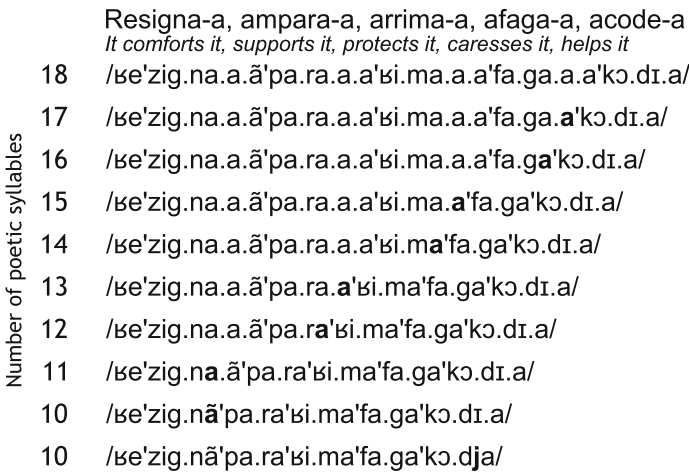 Resigna-a, ampara-a, arrima-a, afaga-a, acode-a
It comforts it, supports it, protects it, caresses it, helps it
Number of poetic syllables
18 /ʁe'zig.na.a.ã'pa.ra.a.a'ʁi.ma.a.a'fa.ga.a.a'kɔ.dɪ.a/
17 /ʁe'zig.na.a.ã'pa.ra.a.a'ʁi.ma.a.a'fa.ga.a'kɔ.dɪ.a/
16 /ʁe'zig.na.a.ã'pa.ra.a.a'ʁi.ma.a.a'fa.ga'kɔ.dɪ.a/
15 /ʁe'zig.na.a.ã'pa.ra.a.a'ʁi.ma.a'fa.ga'kɔ.dɪ.a/
14 /ʁe'zig.na.a.ã'pa.ra.a.a'ʁi.ma'fa.ga'kɔ.dɪ.a/
13 /ʁe'zig.na.a.ã'pa.ra.a'ʁi.ma'fa.ga'kɔ.dɪ.a/
12 /ʁe'zig.na.a.ã'pa.ra'ʁi.ma'fa.ga'kɔ.dɪ.a/
11 /ʁe'zig.na.ã'pa.ra'ʁi.ma'fa.ga'kɔ.dɪ.a/
10 /ʁe'zig.nã'pa.ra'ʁi.ma'fa.ga'kɔ.dɪ.a/
10 /ʁe'zig.nã'pa.ra'ʁi.ma'fa.ga'kɔ.dja/